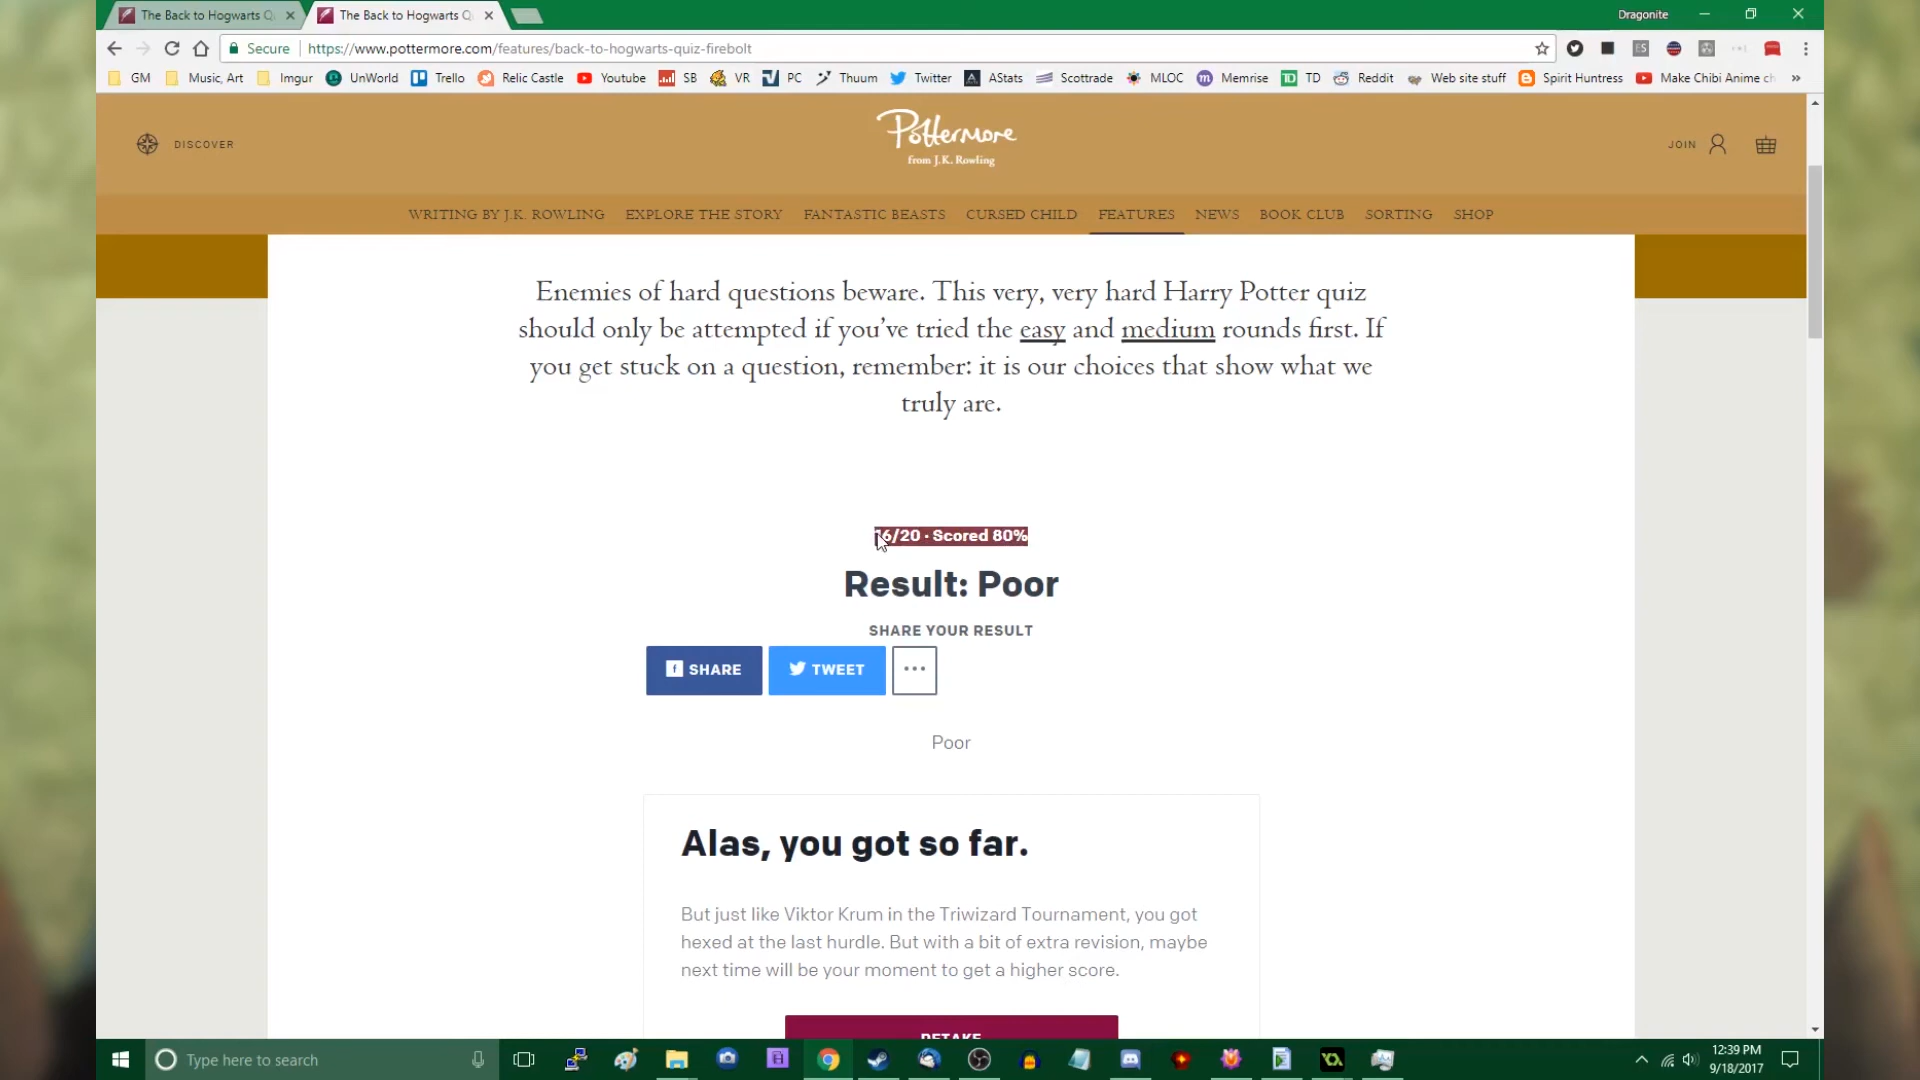 The Back to Hogwarts Q
The Back to Hogwarts Q
Dragonite
Secure
https://www.pottermore.com/features/back-to-hogwarts-quiz-firebolt
GM
Music, Art
Imgur
UnWorld
Trello
Relic Castle
Youtube
SB
VR
PC
Thuum
Twitter
AStats
Scottrade
MLOC
Memrise
TD
Reddit
Web site stuff
Spirit Huntress
Make Chibi Anime ch
DISCOVER
Pottermore
from J.K. Rowling
JOIN
WRITING BY J.K. ROWLING
EXPLORE THE STORY
FANTASTIC BEASTS
CURSED CHILD
FEATURES
NEWS
BOOK CLUB
SORTING
SHOP
Enemies of hard questions beware. This very, very hard Harry Potter quiz
should only be attempted if you’ve tried the easy and medium rounds first. If
you get stuck on a question, remember: it is our choices that show what we
truly are.
16/20 · Scored 80%
Result: Poor
SHARE YOUR RESULT
SHARE
TWEET
Poor
Alas, you got so far.
But just like Viktor Krum in the Triwizard Tournament, you got
hexed at the last hurdle. But with a bit of extra revision, maybe
next time will be your moment to get a higher score.
RETAKE
Type here to search
12:39 PM
9/18/2017